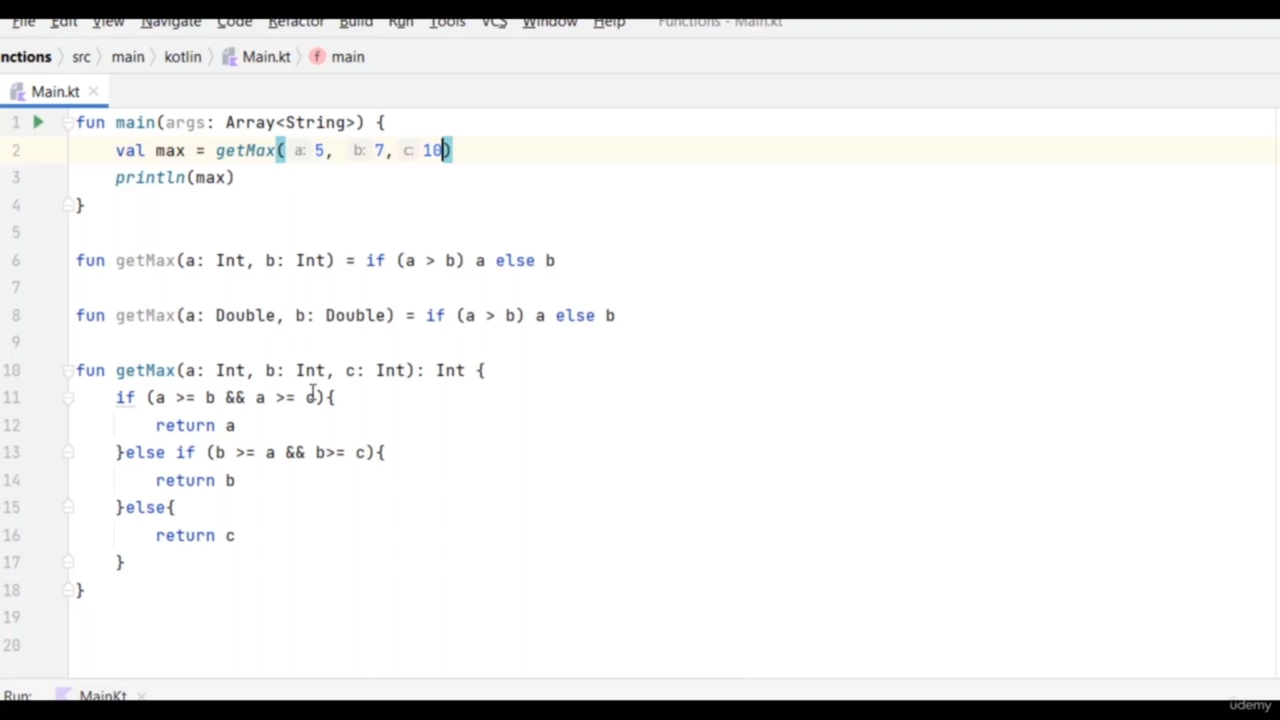 File Edit View Navigate Code Refactor Build Run Tools VCS Window Help Functions - Main.kt
nctions src main kotlin Main.kt main
Main.kt
1 fun main(args: Array<String>) {
2 val max = getMax( a: 5, b: 7, c: 10)
3 println(max)
4 }
5
6 fun getMax(a: Int, b: Int) = if (a > b) a else b
7
8 fun getMax(a: Double, b: Double) = if (a > b) a else b
9
10 fun getMax(a: Int, b: Int, c: Int): Int {
11 if (a >= b && a >= c){
12 return a
13 }else if (b >= a && b>= c){
14 return b
15 }else{
16 return c
17 }
18 }
19
20
Run: MainKt
udemy